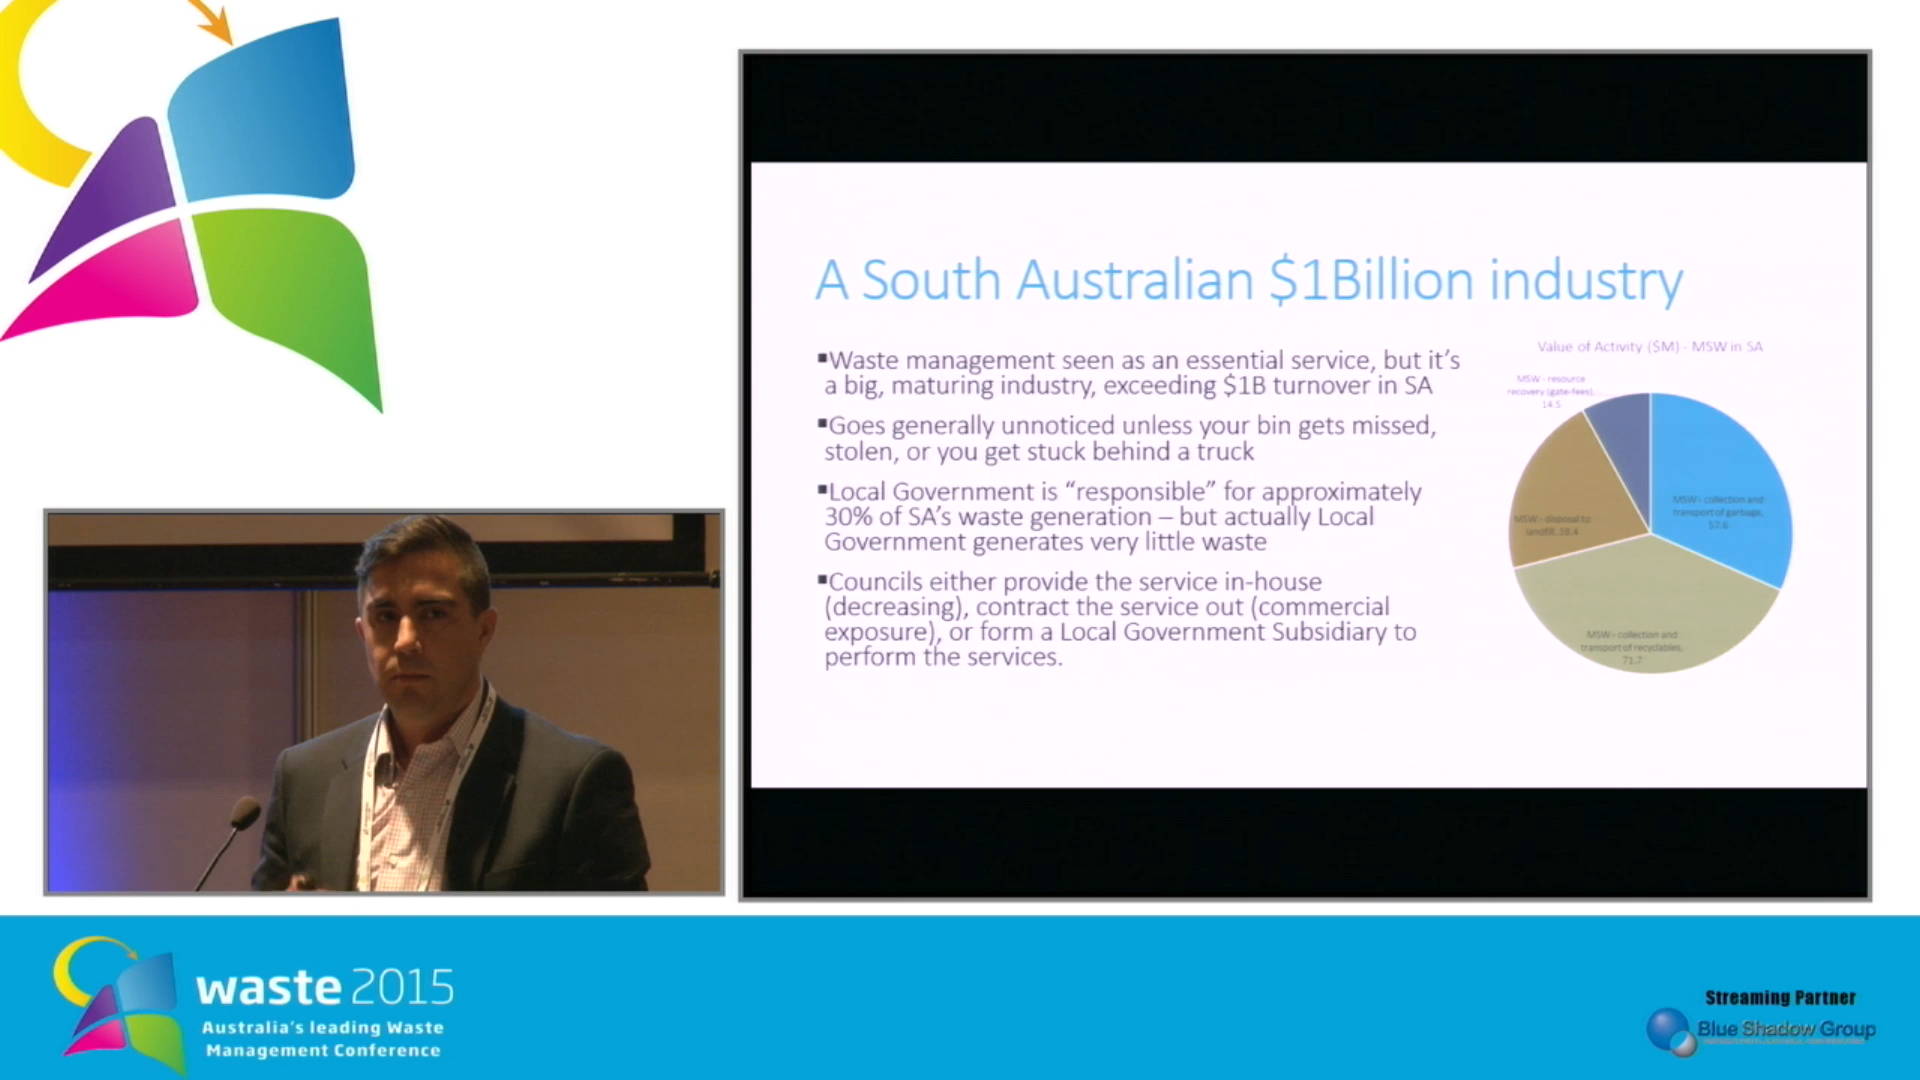 A South Australian $1Billion industry
▪Waste management seen as an essential service, but it's
a big, maturing industry, exceeding $1B turnover in SA
▪Goes generally unnoticed unless your bin gets missed,
stolen, or you get stuck behind a truck
▪Local Government is “responsible” for approximately
30% of SA's waste generation – but actually Local
Government generates very little waste
▪Councils either provide the service in-house
(decreasing), contract the service out (commercial
exposure), or form a Local Government Subsidiary to
perform the services.
Value of Activity ($M) - MSW in SA
MSW - resource
recovery (gate-fees),
14.5
MSW - collection and
transport of garbage,
57.6
MSW - disposal to
landfill, 38.4
MSW - collection and
transport of recyclables,
71.7
waste 2015
Australia's leading Waste
Management Conference
Streaming Partner
Blue Shadow Group